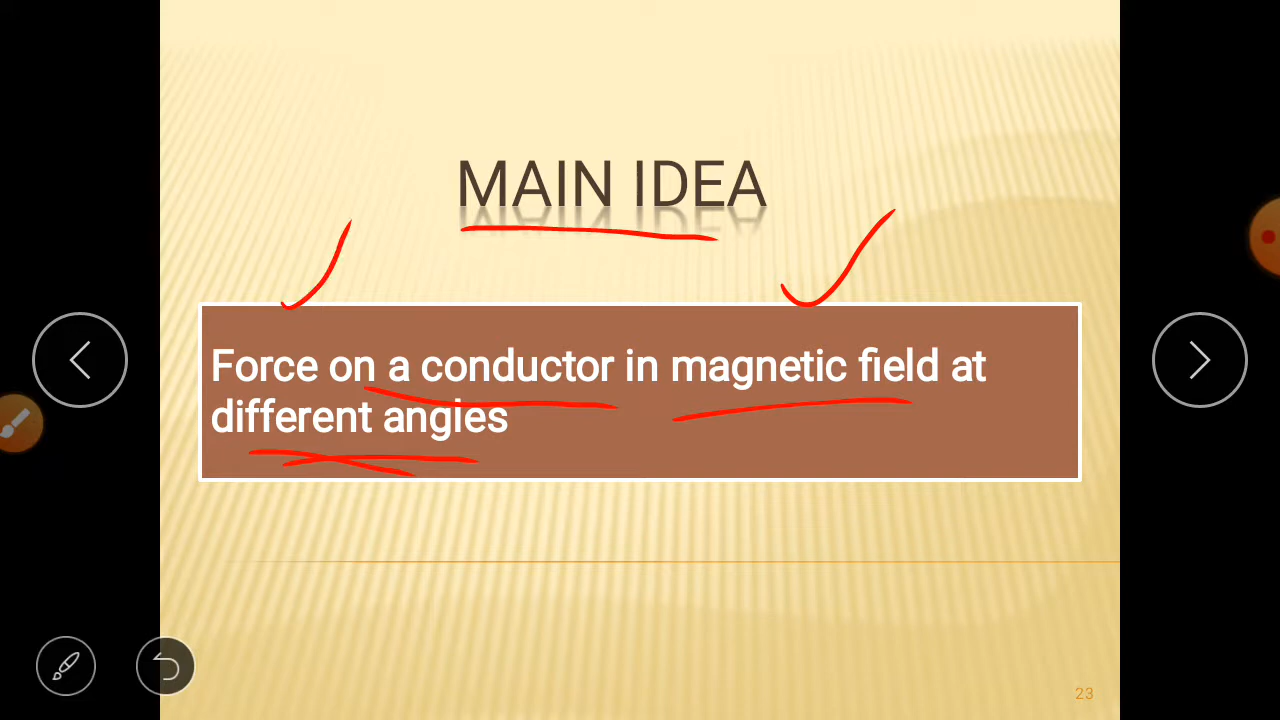 MAIN IDEA
Force on a conductor in magnetic field at
different angies
23